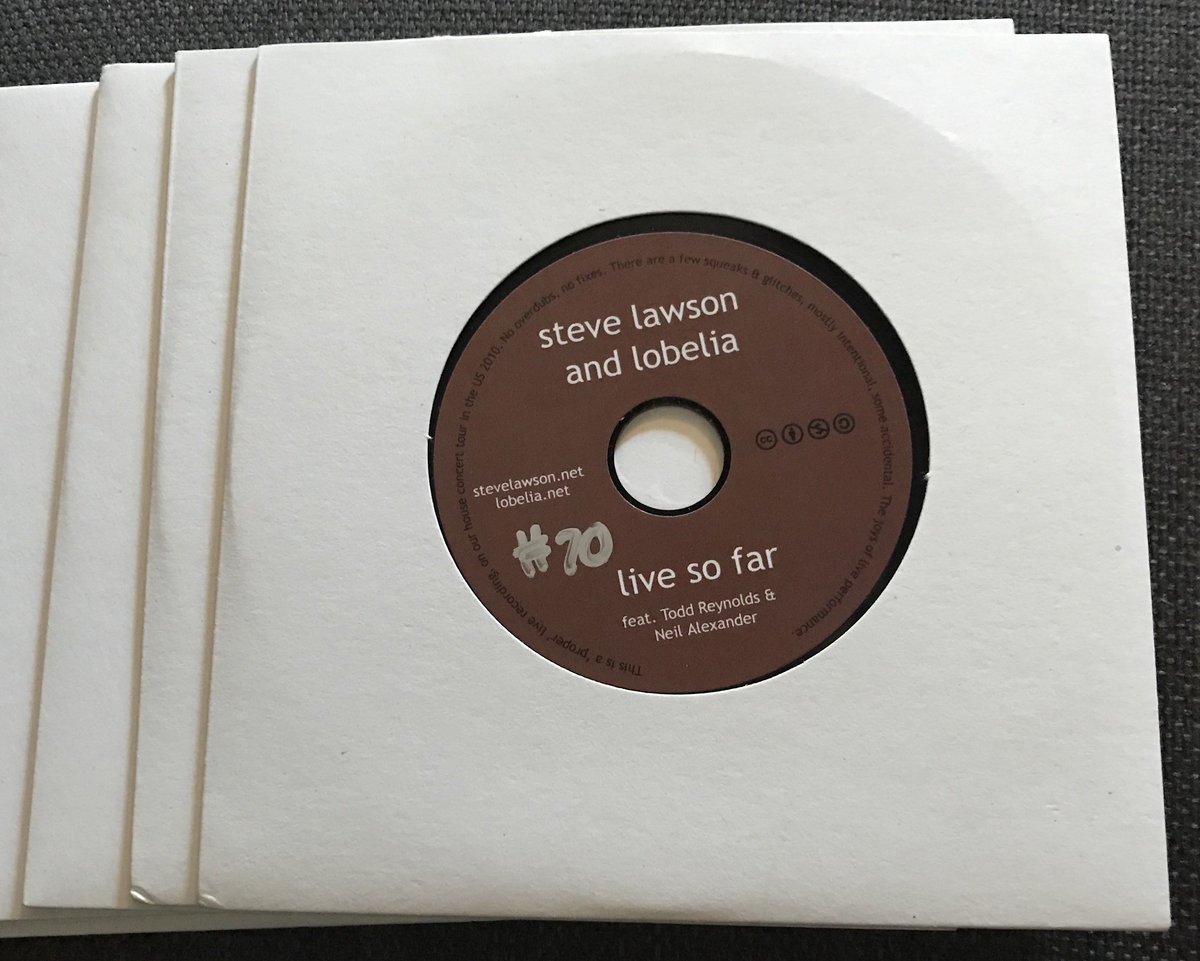 steve lawson
and lobelia
stevelawson.net
lobelia.net
#70
live so far
feat. Todd Reynolds &
Neil Alexander
This is a 'proper' live recording, on our house concert tour in the US 2010. No overdubs, no fixes. There are a few squeaks & glitches, mostly intentional, some accidental. The joys of live performance.
cc